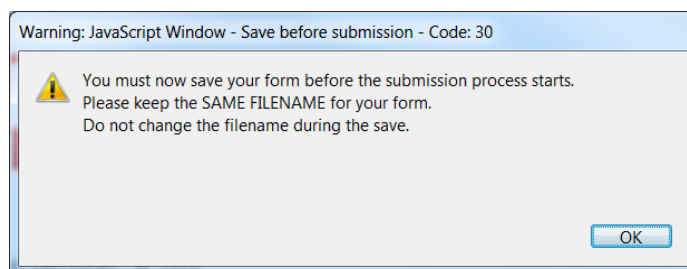 Warning: JavaScript Window - Save before submission - Code: 30
You must now save your form before the submission process starts.
Please keep the SAME FILENAME for your form.
Do not change the filename during the save.
OK